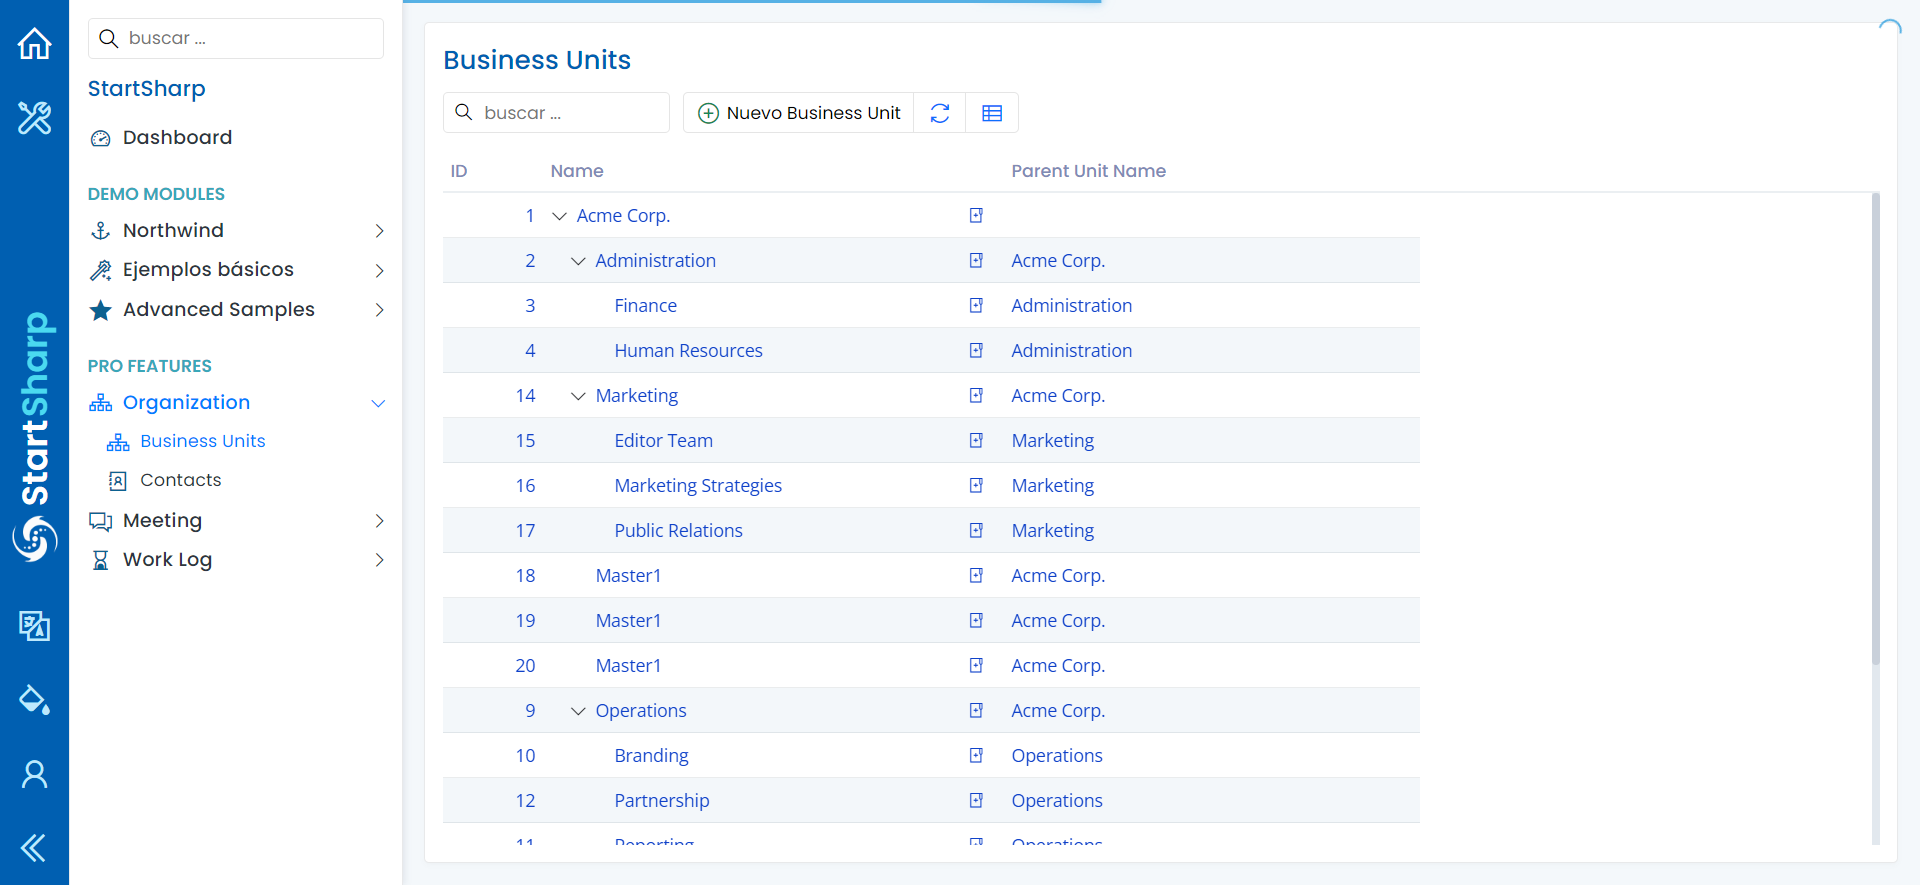 StartSharp
buscar ...
StartSharp
Dashboard
DEMO MODULES
Northwind
Ejemplos básicos
Advanced Samples
PRO FEATURES
Organization
Business Units
Contacts
Meeting
Work Log
Business Units
buscar ...
Nuevo Business Unit
ID Name Parent Unit Name
1 Acme Corp.
2 Administration Acme Corp.
3 Finance Administration
4 Human Resources Administration
14 Marketing Acme Corp.
15 Editor Team Marketing
16 Marketing Strategies Marketing
17 Public Relations Marketing
18 Master1 Acme Corp.
19 Master1 Acme Corp.
20 Master1 Acme Corp.
9 Operations Acme Corp.
10 Branding Operations
12 Partnership Operations
11 Reporting Operations